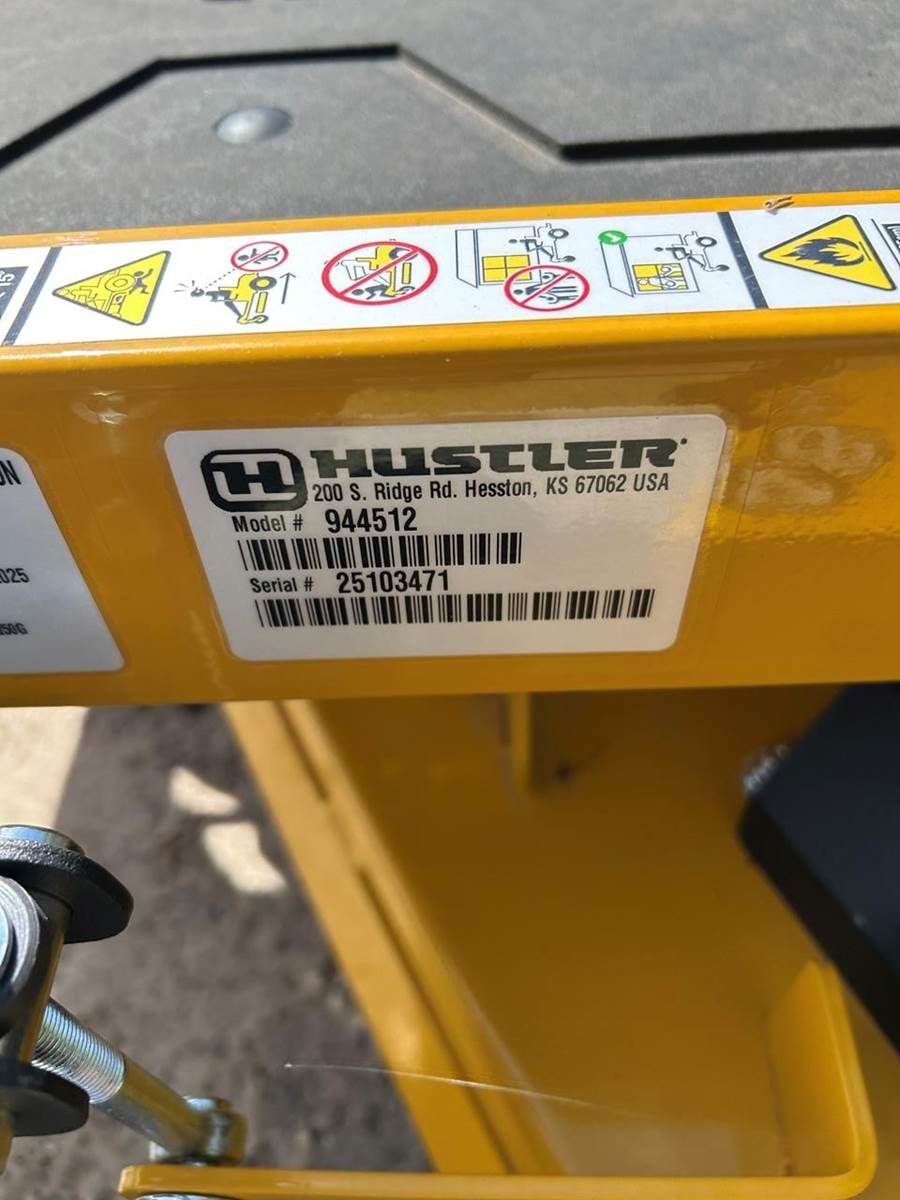 HUSTLER
200 S. Ridge Rd. Hesston, KS 67062 USA
Model # 944512
Serial # 25103471